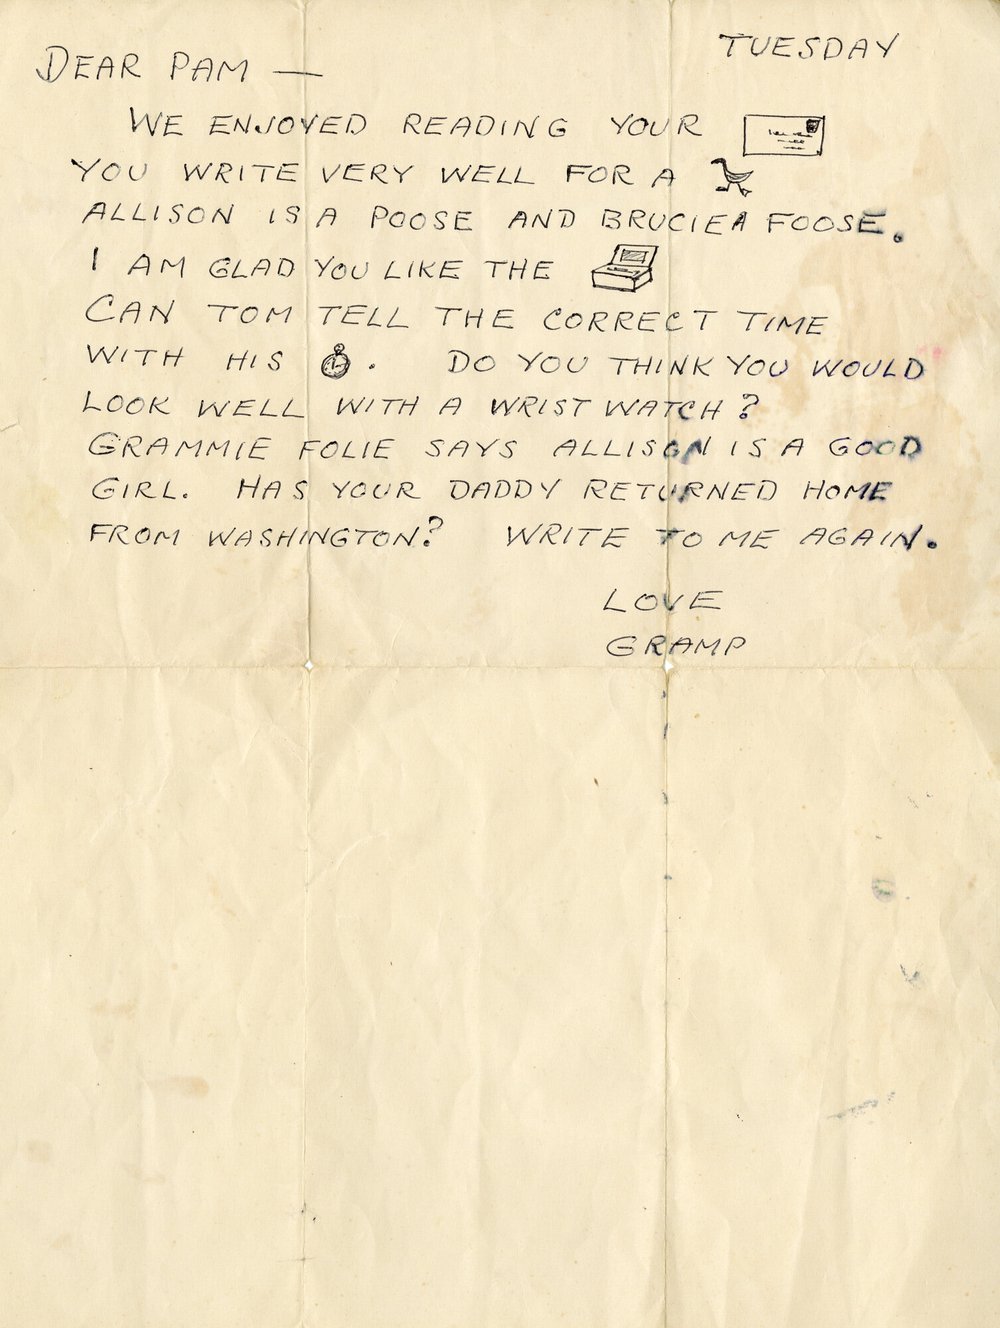 TUESDAY
DEAR PAM —
WE ENJOYED READING YOUR
YOU WRITE VERY WELL FOR A
ALLISON IS A POOSE AND BRUCIE A FOOSE.
I AM GLAD YOU LIKE THE
CAN TOM TELL THE CORRECT TIME
WITH HIS . DO YOU THINK YOU WOULD
LOOK WELL WITH A WRIST WATCH?
GRAMMIE FOLIE SAYS ALLISON IS A GOOD
GIRL. HAS YOUR DADDY RETURNED HOME
FROM WASHINGTON? WRITE TO ME AGAIN.
LOVE
GRAMP